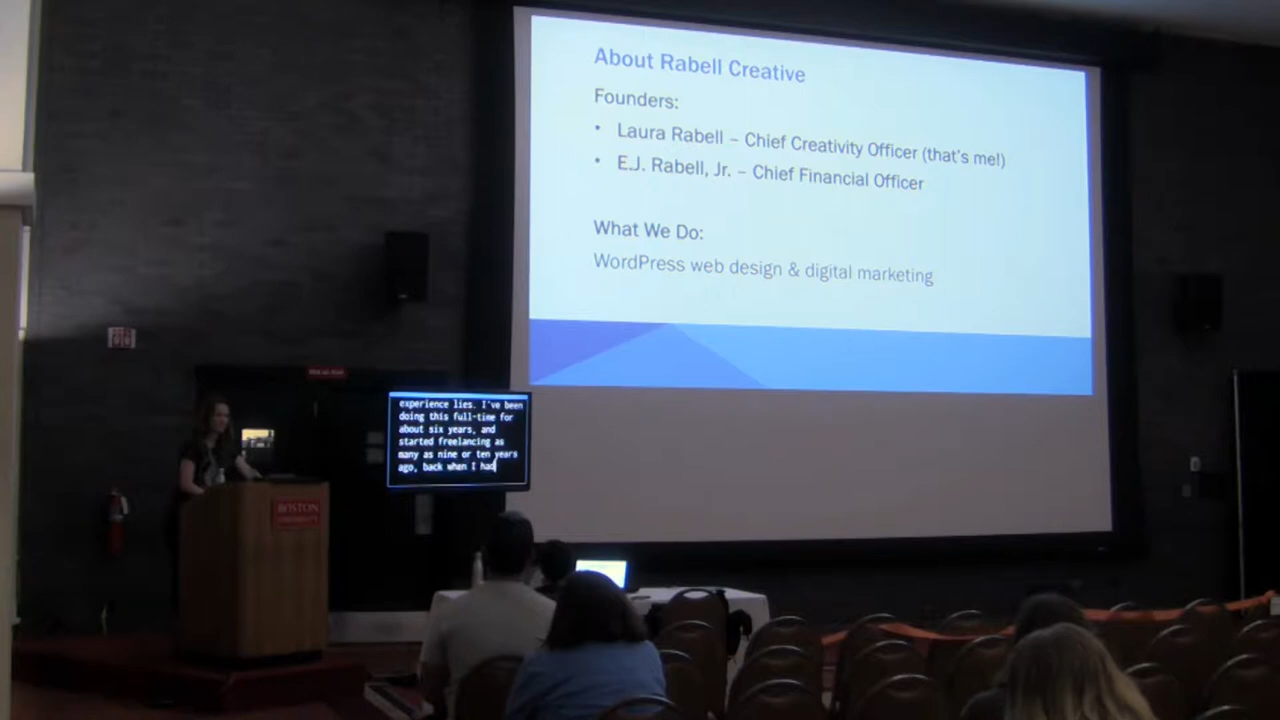 About Rabell Creative
Founders:
• Laura Rabell – Chief Creativity Officer (that's me!)
• E.J. Rabell, Jr. – Chief Financial Officer
What We Do:
WordPress web design & digital marketing
experience lies. I've been
doing this full-time for
about six years, and
started freelancing as
many as nine or ten years
ago, back when I had
BOSTON
UNIVERSITY